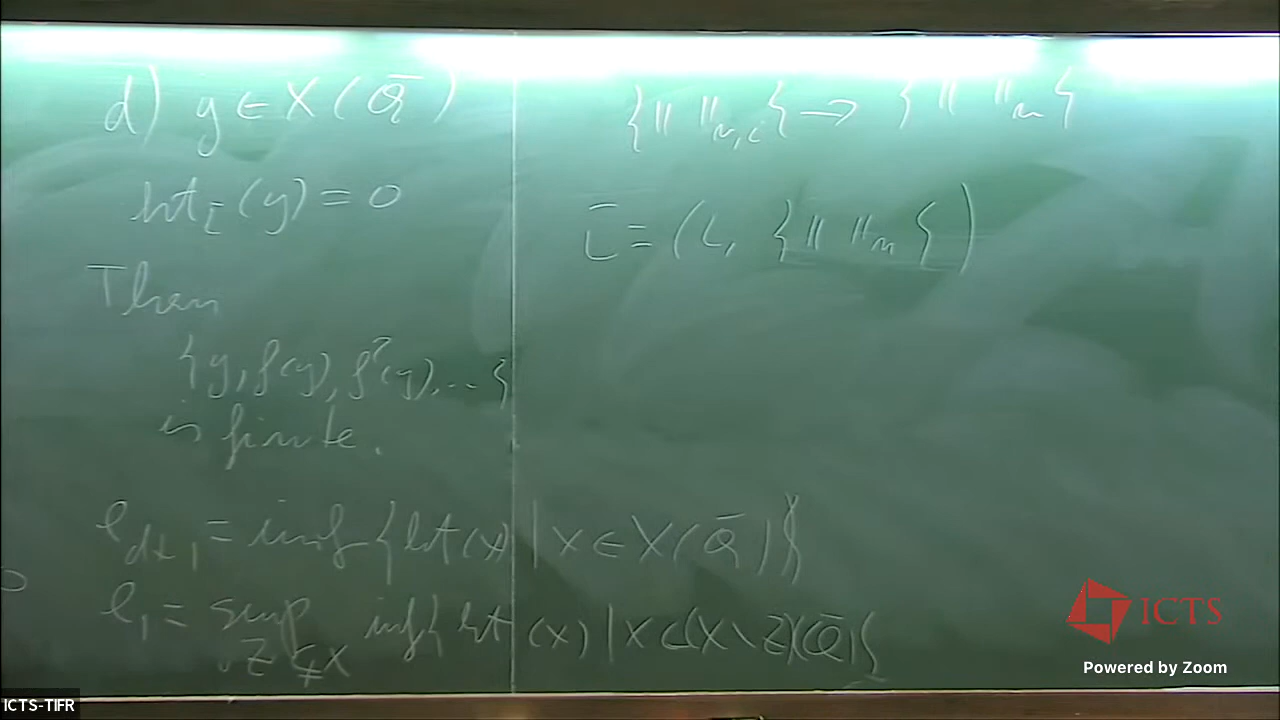 d) y ∈ X(Q̄)
ht_L̄(y) = 0
Then
{y, f(y), f²(y), ... }
is finite.
e_{d+1} = inf{ht(x) | x ∈ X(Q̄)}
e_1 = sup_{Z⊊X} inf{ht(x) | x ∈ (X\Z)(Q̄)}
{‖ ‖_{v,i}} → {‖ ‖_v}
L̄ = (L, {‖ ‖_v})
ICTS
Powered by Zoom
ICTS-TIFR